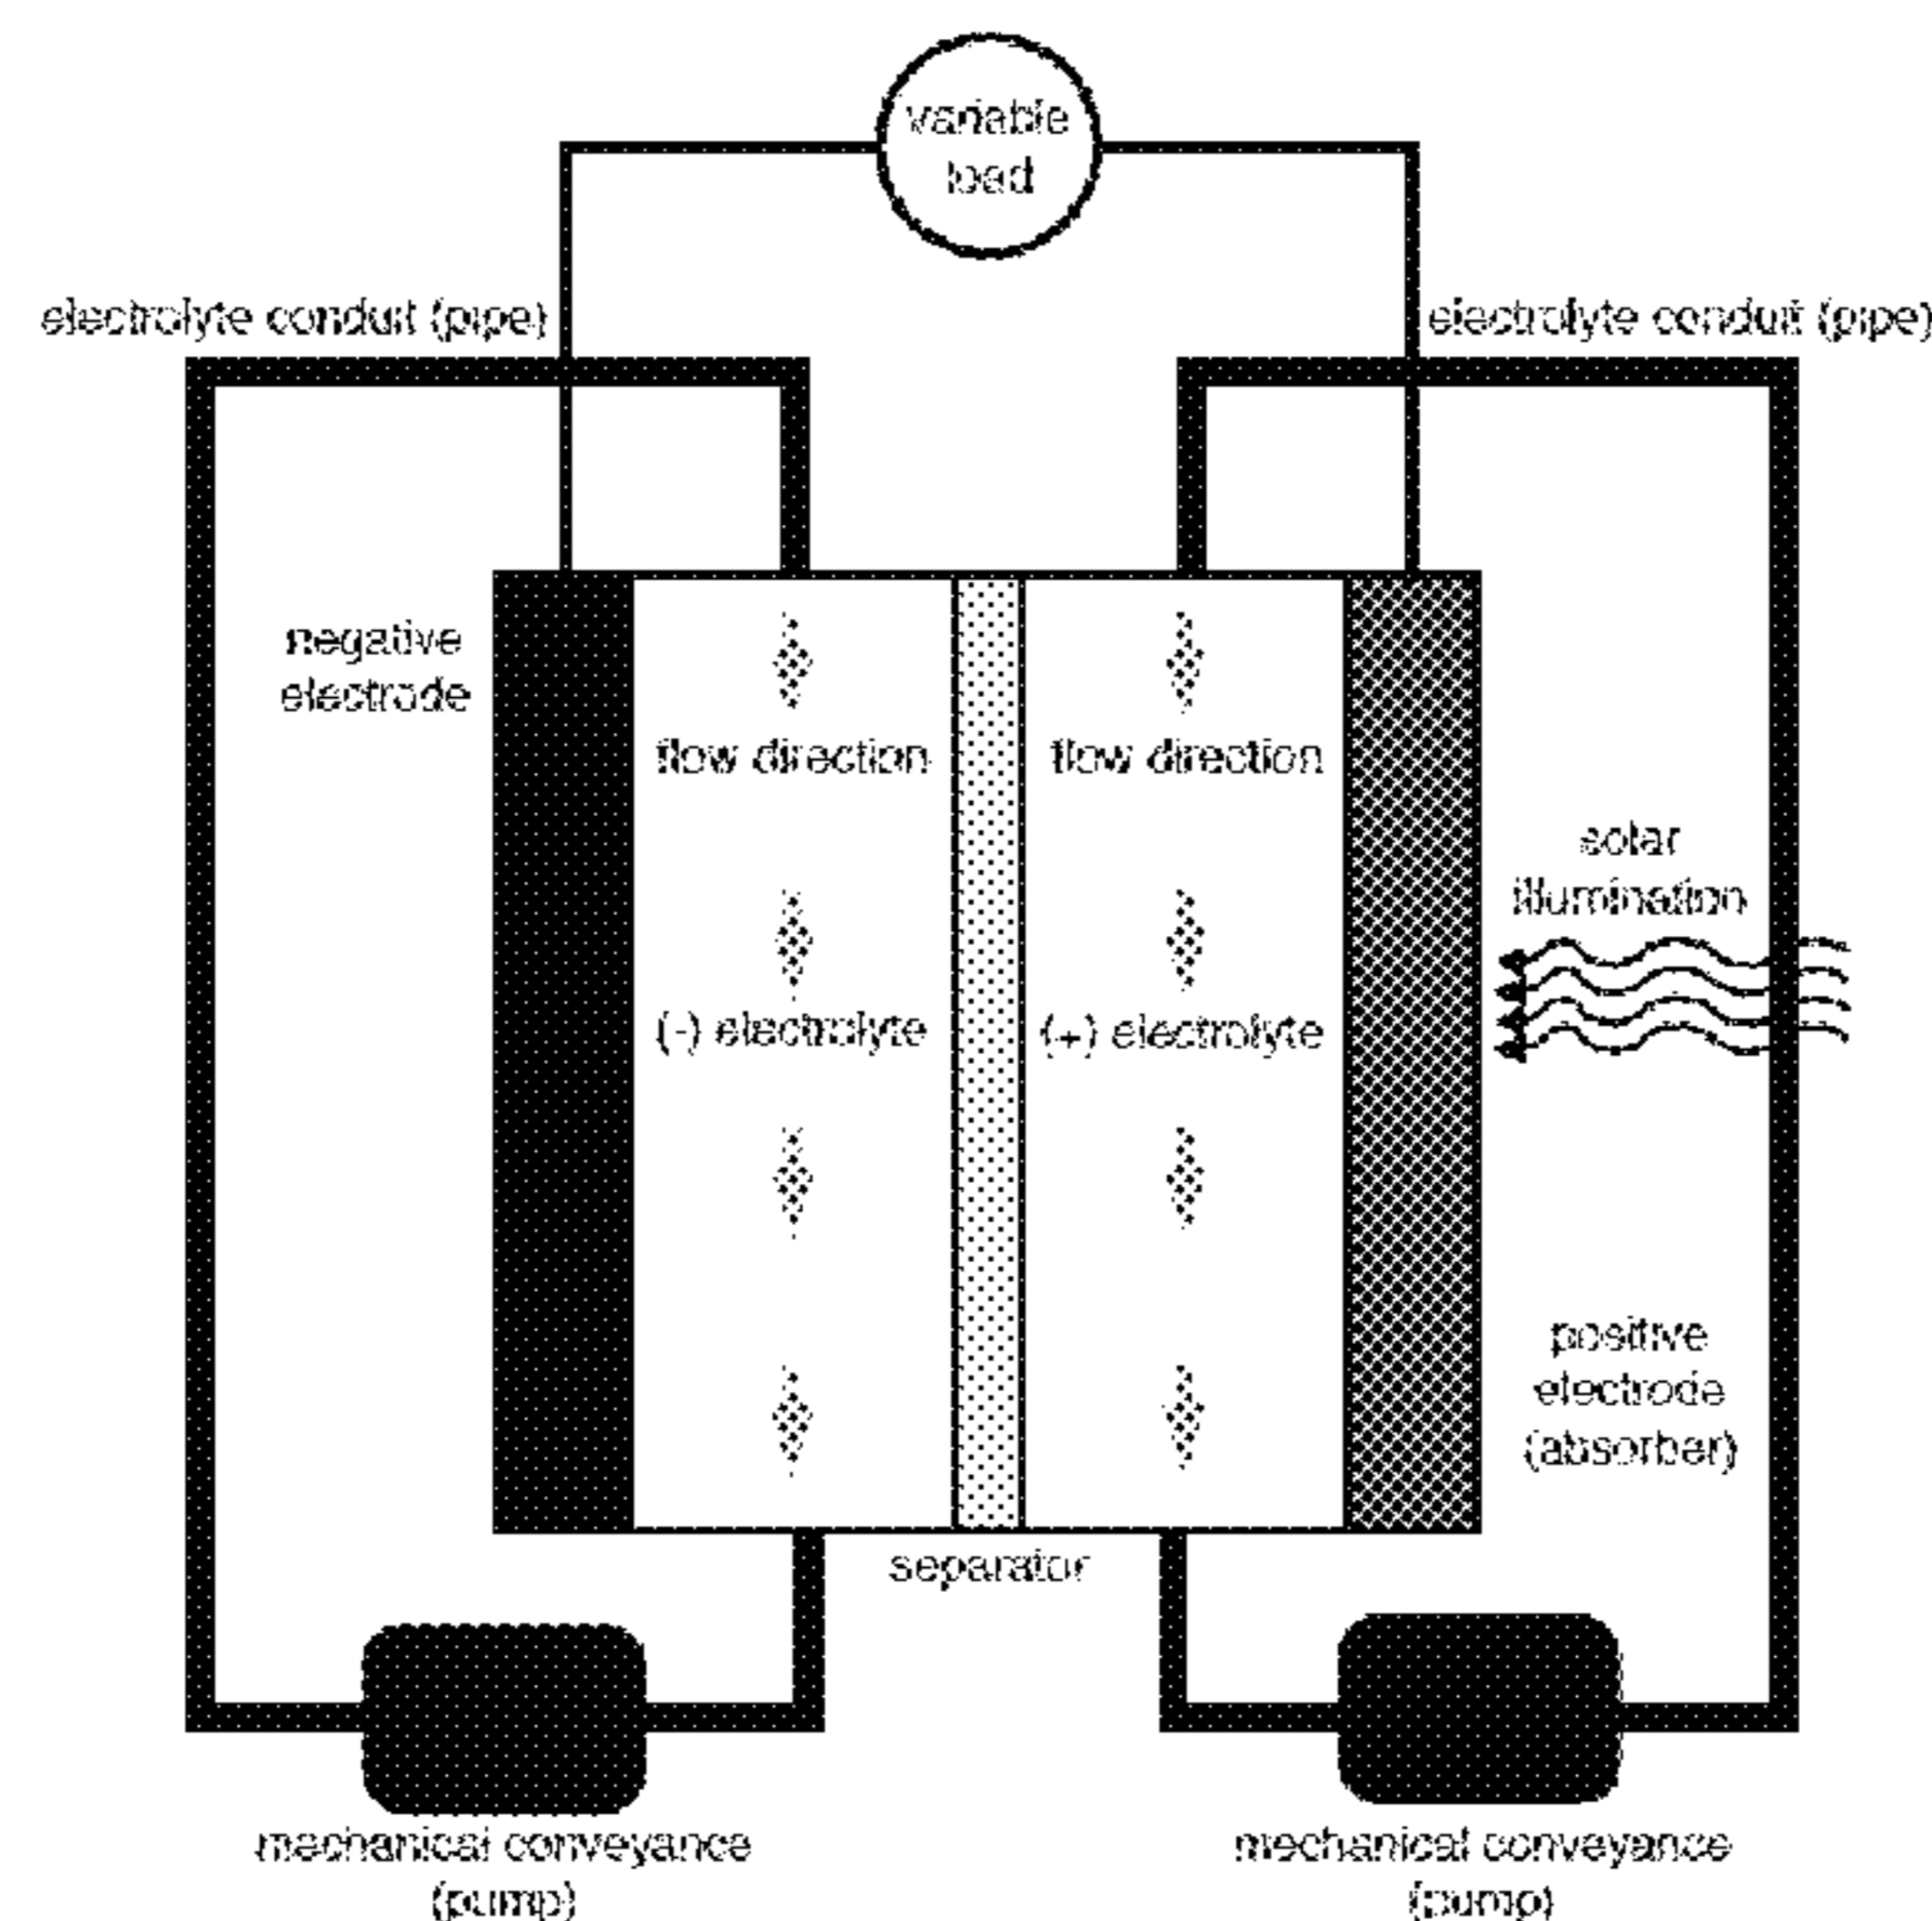 variable
load
electrolyte conduit (pipe)
electrolyte conduit (pipe)
negative
electrode
flow direction
flow direction
solar
illumination
(-) electrolyte
(+) electrolyte
positive
electrode
(absorber)
separator
mechanical conveyance
(pump)
mechanical conveyance
(pump)